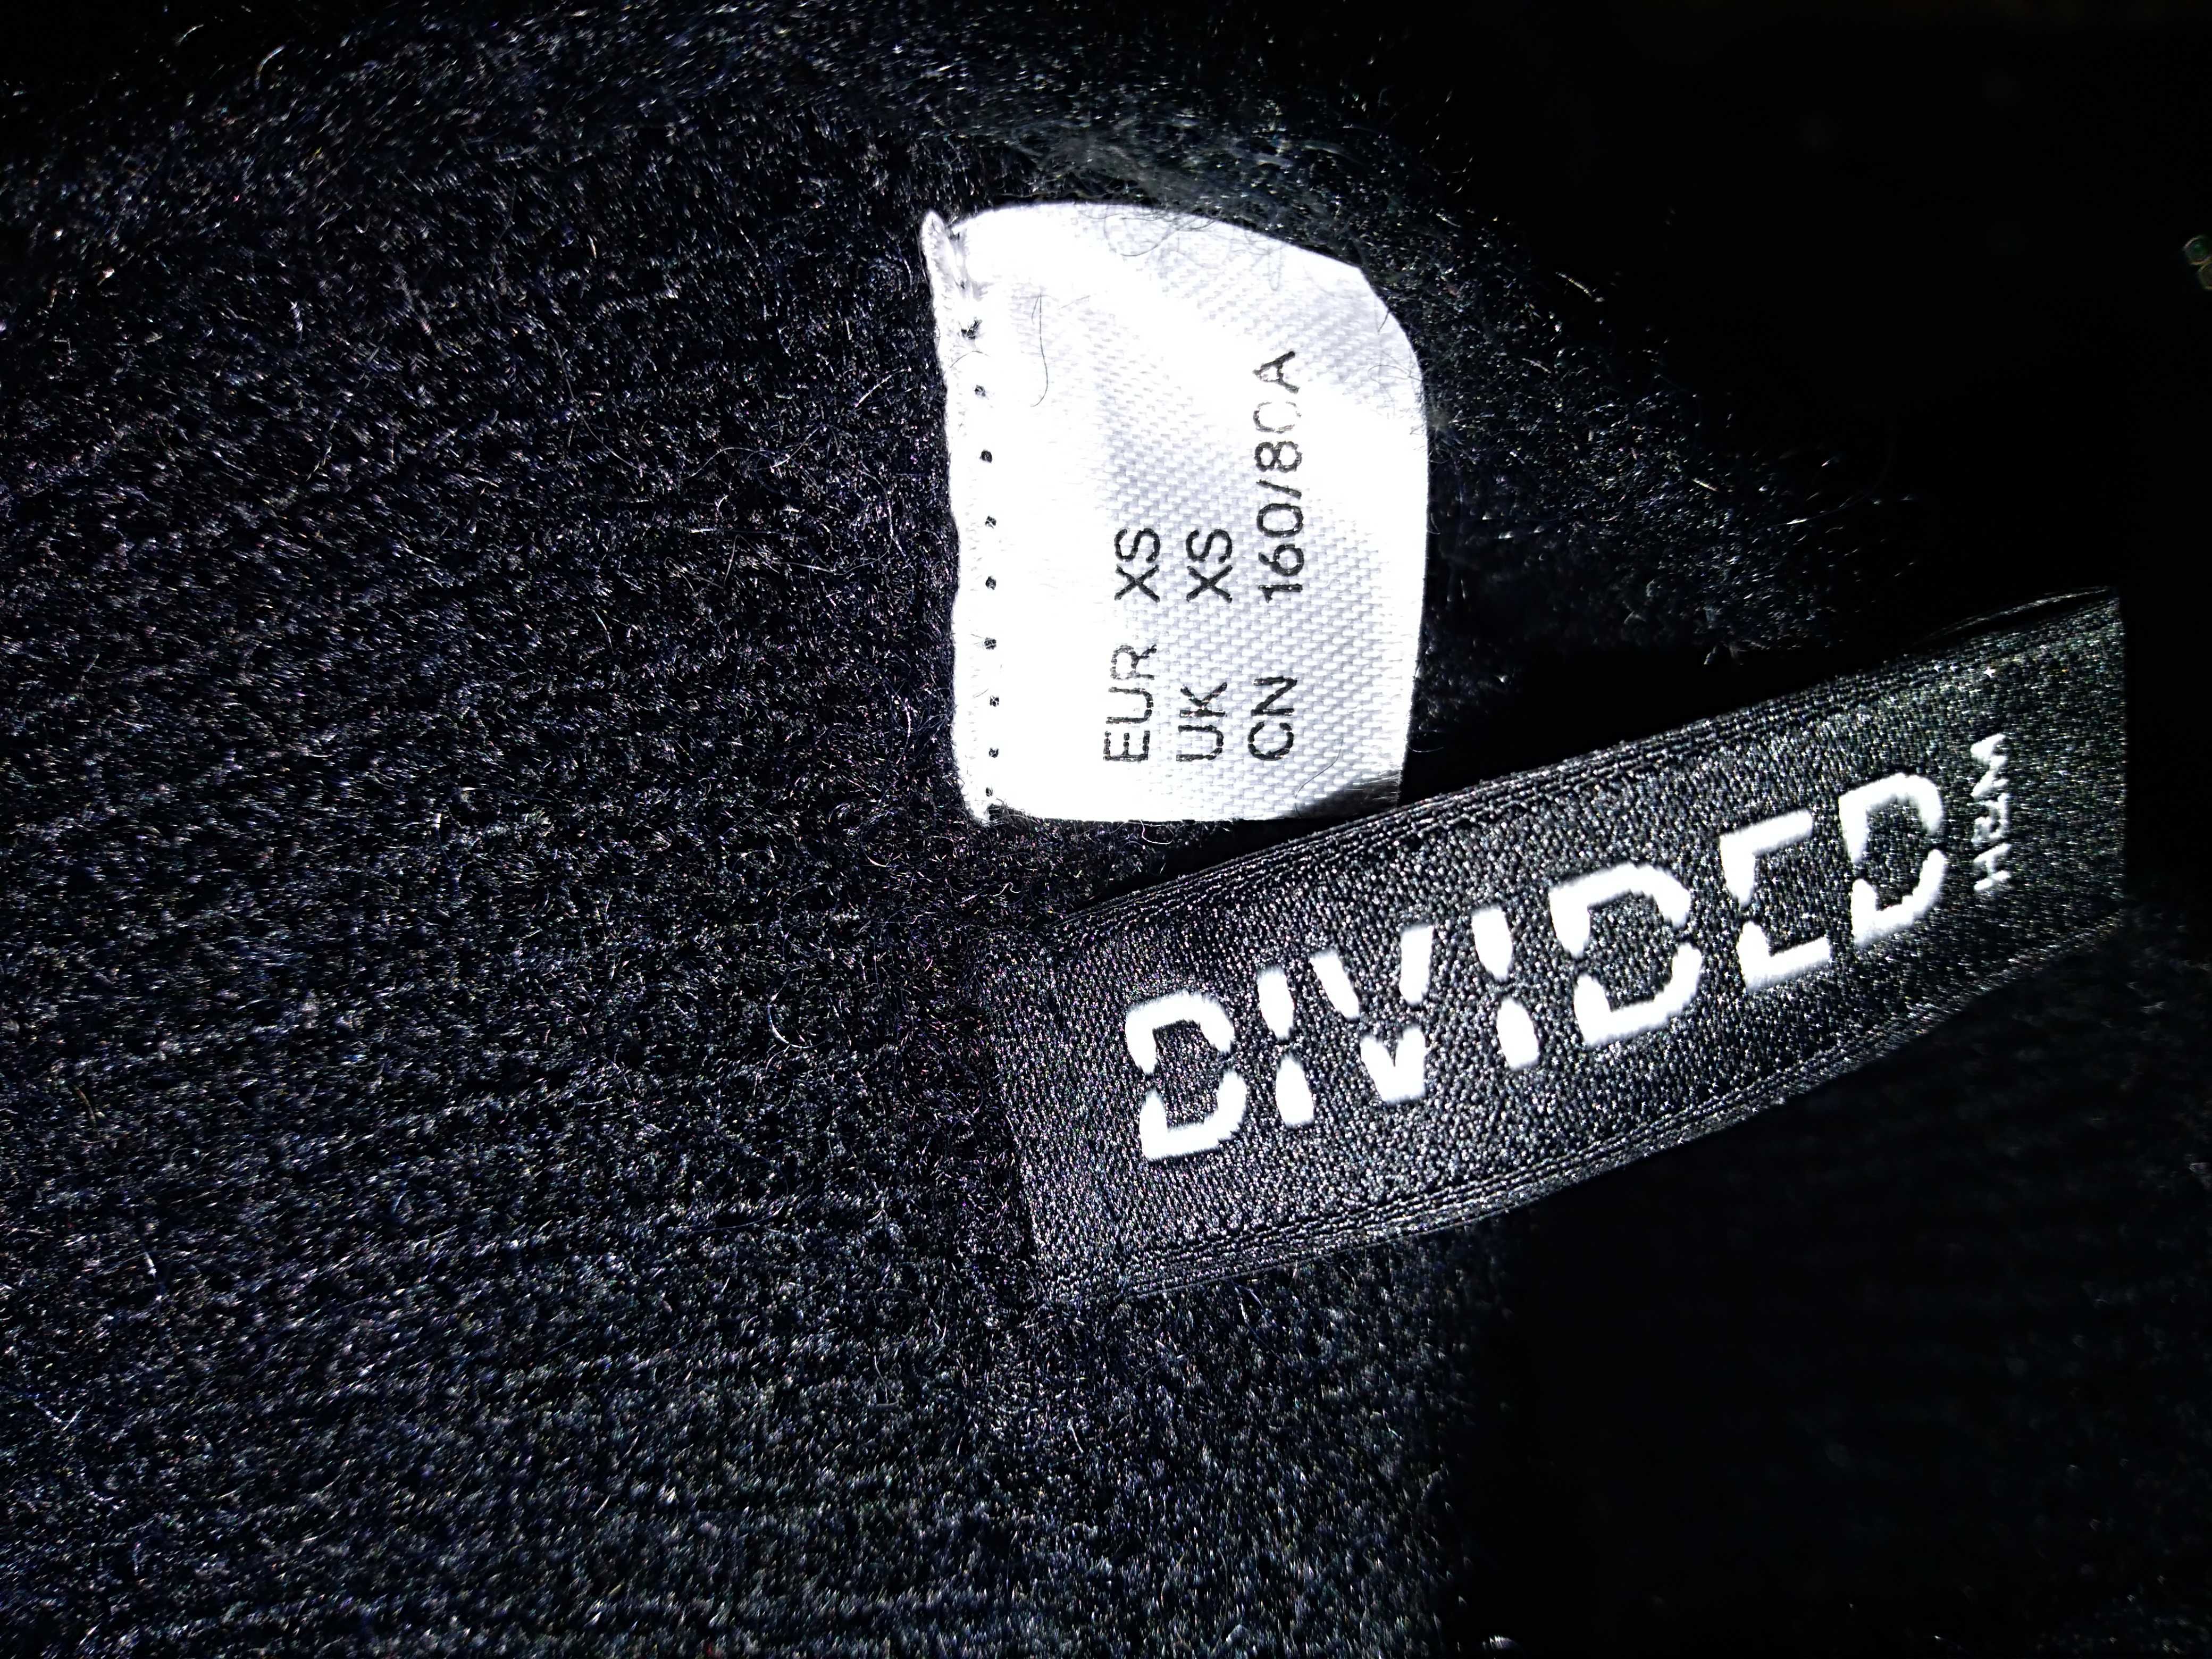 EUR XS
UK XS
CN 160/80A
DIVIDED
H&M